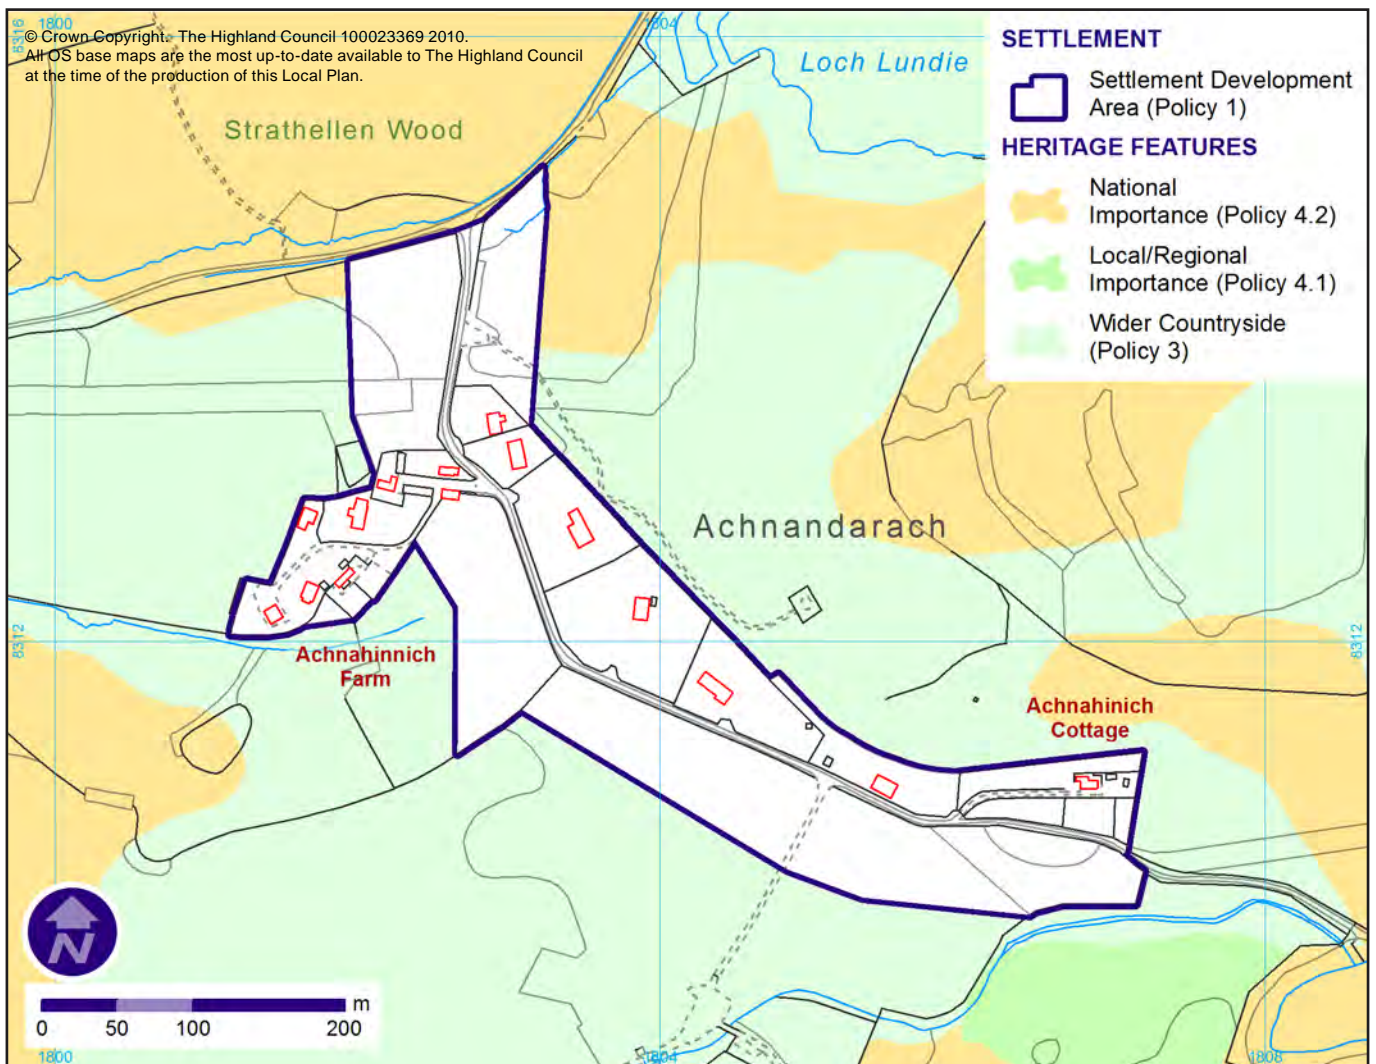 8316
1800
1804
© Crown Copyright. The Highland Council 100023369 2010.
All OS base maps are the most up-to-date available to The Highland Council
at the time of the production of this Local Plan.
Loch Lundie
Strathellen Wood
SETTLEMENT
Settlement Development
Area (Policy 1)
HERITAGE FEATURES
National
Importance (Policy 4.2)
Local/Regional
Importance (Policy 4.1)
Wider Countryside
(Policy 3)
Achnandarach
8312
8312
Achnahinnich
Farm
Achnahinich
Cottage
N
m
0 50 100 200
1800
1804
1808